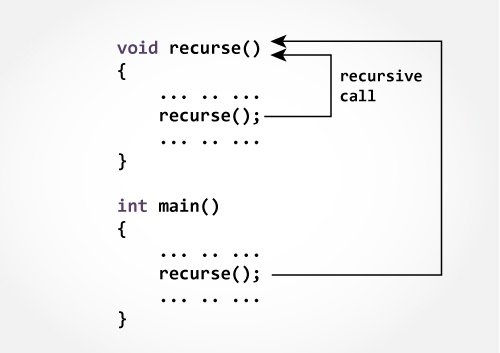 void recurse()
{
... .. ...
recurse();
... .. ...
}
recursive
call
int main()
{
... .. ...
recurse();
... .. ...
}